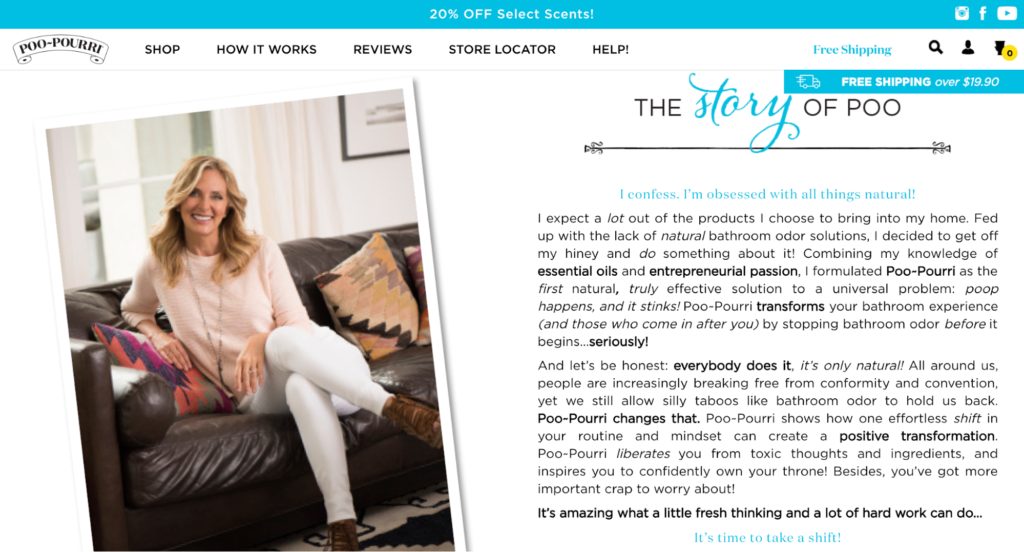 20% OFF Select Scents!
POO-POURRI
SHOP HOW IT WORKS REVIEWS STORE LOCATOR HELP! Free Shipping 0
FREE SHIPPING over $19.90
THE story OF POO
I confess. I'm obsessed with all things natural!
I expect a lot out of the products I choose to bring into my home. Fed
up with the lack of natural bathroom odor solutions, I decided to get off
my hiney and do something about it! Combining my knowledge of
essential oils and entrepreneurial passion, I formulated Poo~Pourri as the
first natural, truly effective solution to a universal problem: poop
happens, and it stinks! Poo~Pourri transforms your bathroom experience
(and those who come in after you) by stopping bathroom odor before it
begins...seriously!
And let's be honest: everybody does it, it's only natural! All around us,
people are increasingly breaking free from conformity and convention,
yet we still allow silly taboos like bathroom odor to hold us back.
Poo~Pourri changes that. Poo~Pourri shows how one effortless shift in
your routine and mindset can create a positive transformation.
Poo~Pourri liberates you from toxic thoughts and ingredients, and
inspires you to confidently own your throne! Besides, you've got more
important crap to worry about!
It's amazing what a little fresh thinking and a lot of hard work can do...
It's time to take a shift!